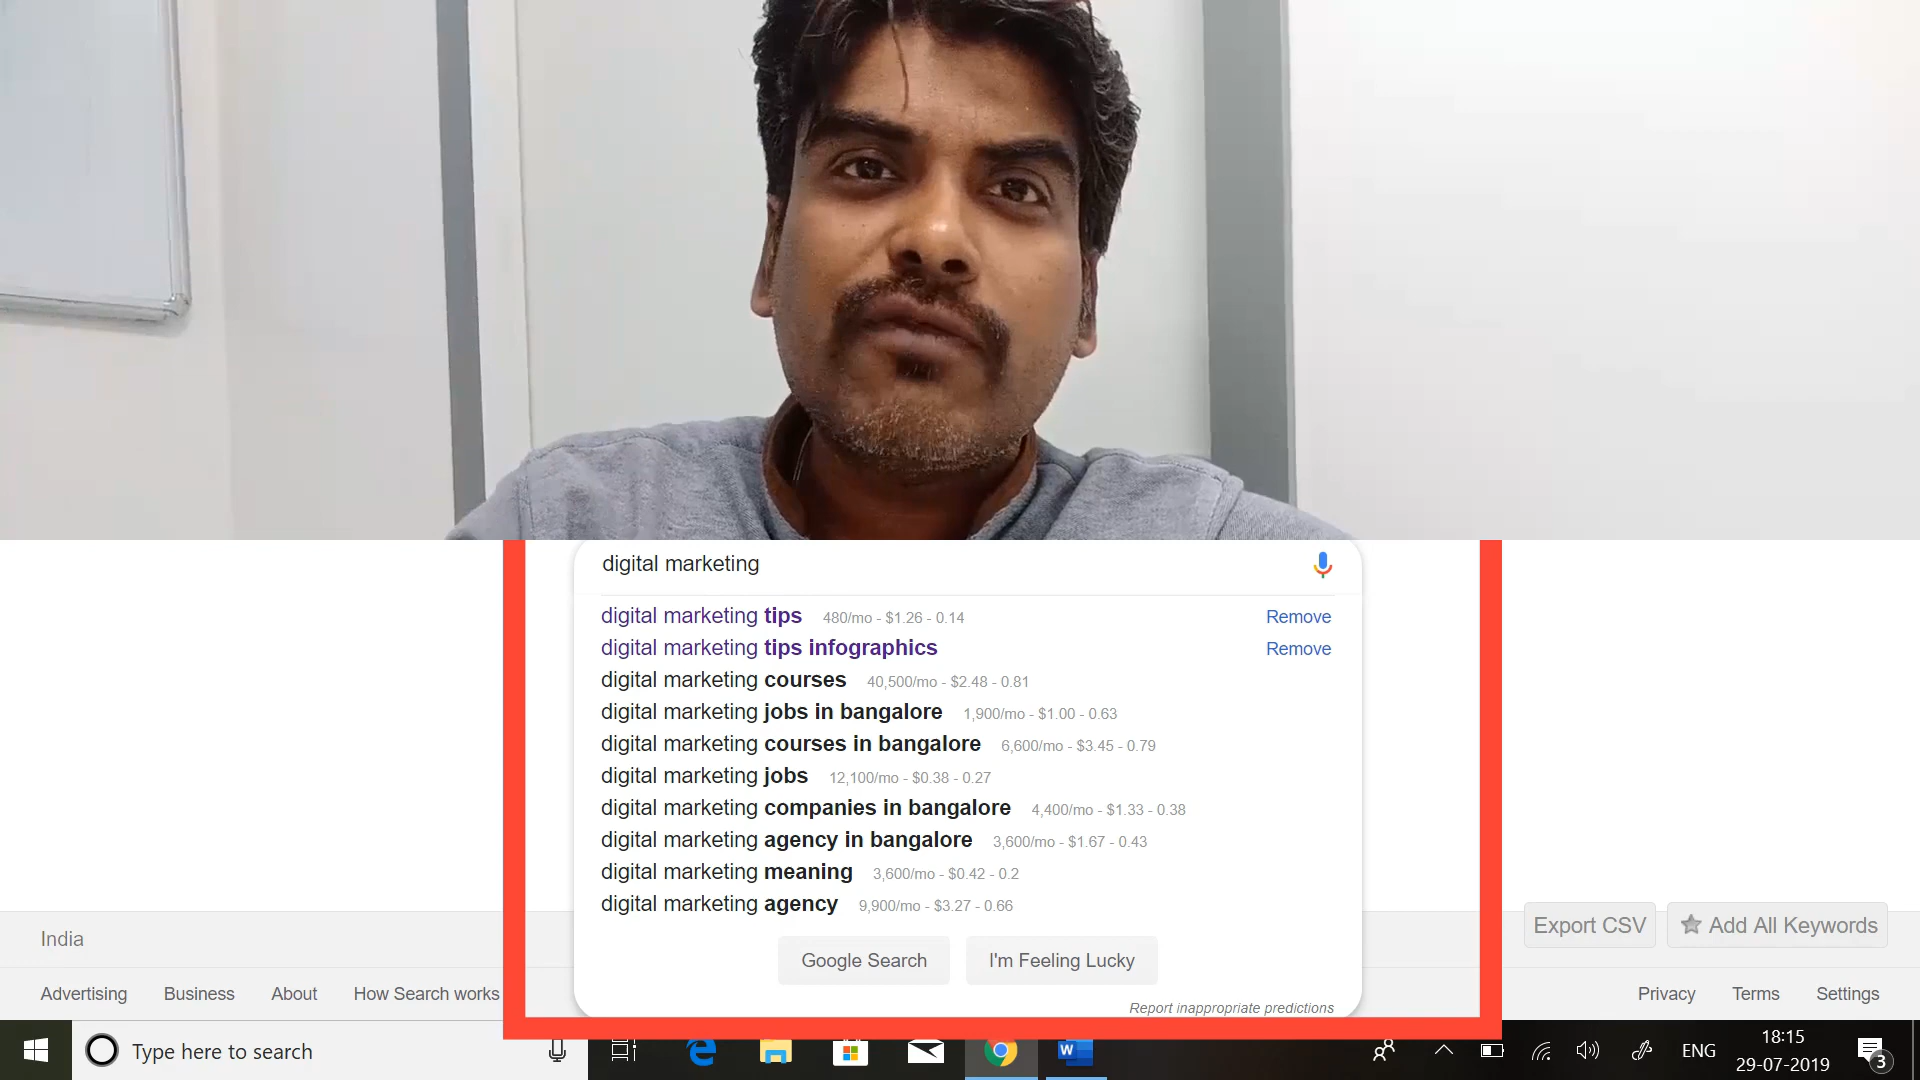 digital marketing
digital marketing tips 480/mo - $1.26 - 0.14 Remove
digital marketing tips infographics Remove
digital marketing courses 40,500/mo - $2.48 - 0.81
digital marketing jobs in bangalore 1,900/mo - $1.00 - 0.63
digital marketing courses in bangalore 6,600/mo - $3.45 - 0.79
digital marketing jobs 12,100/mo - $0.38 - 0.27
digital marketing companies in bangalore 4,400/mo - $1.33 - 0.38
digital marketing agency in bangalore 3,600/mo - $1.67 - 0.43
digital marketing meaning 3,600/mo - $0.42 - 0.2
digital marketing agency 9,900/mo - $3.27 - 0.66
Export CSV Add All Keywords
India
Google Search I'm Feeling Lucky
Advertising Business About How Search works Privacy Terms Settings
Report inappropriate predictions
Type here to search
W
ENG
18:15
29-07-2019
3